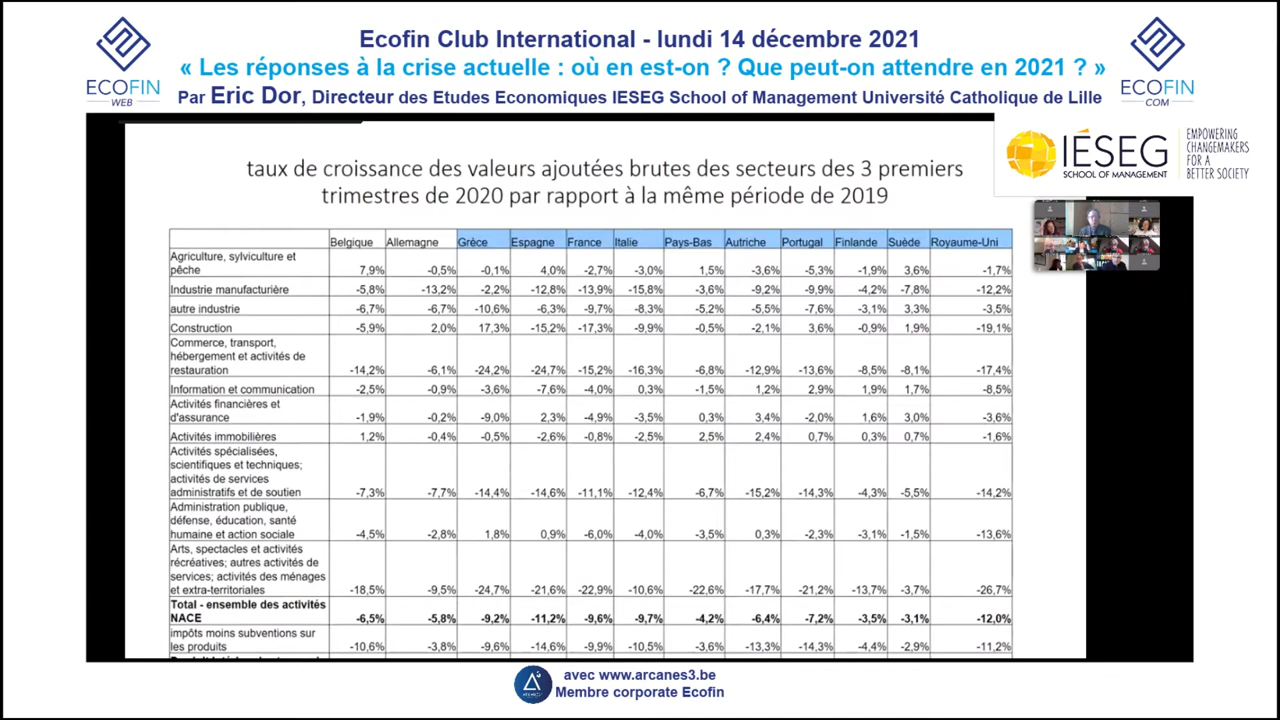 Ecofin Club International - lundi 14 décembre 2021
« Les réponses à la crise actuelle : où en est-on ? Que peut-on attendre en 2021 ? »
Par Eric Dor, Directeur des Etudes Economiques IESEG School of Management Université Catholique de Lille
ECOFIN
WEB
ECOFIN
COM
IÉSEG
SCHOOL OF MANAGEMENT
EMPOWERING
CHANGEMAKERS
FOR A
BETTER SOCIETY
taux de croissance des valeurs ajoutées brutes des secteurs des 3 premiers
trimestres de 2020 par rapport à la même période de 2019
Belgique Allemagne Grèce Espagne France Italie Pays-Bas Autriche Portugal Finlande Suède Royaume-Uni
Agriculture, sylviculture et
pêche 7,9% -0,5% -0,1% 4,0% -2,7% -3,0% 1,5% -3,6% -5,3% -1,9% 3,6% -1,7%
Industrie manufacturière -5,8% -13,2% -2,2% -12,8% -13,9% -15,8% -3,6% -9,2% -9,9% -4,2% -7,8% -12,2%
autre industrie -6,7% -6,7% -10,6% -6,3% -9,7% -8,3% -5,2% -5,5% -7,6% -3,1% 3,3% -3,5%
Construction -5,9% 2,0% 17,3% -15,2% -17,3% -9,9% -0,5% -2,1% 3,6% -0,9% 1,9% -19,1%
Commerce, transport,
hébergement et activités de
restauration -14,2% -6,1% -24,2% -24,7% -15,2% -16,3% -6,8% -12,9% -13,6% -8,5% -8,1% -17,4%
Information et communication -2,5% -0,9% -3,6% -7,6% -4,0% 0,3% -1,5% 1,2% 2,9% 1,9% 1,7% -8,5%
Activités financières et
d'assurance -1,9% -0,2% -9,0% 2,3% -4,9% -3,5% 0,3% 3,4% -2,0% 1,6% 3,0% -3,6%
Activités immobilières 1,2% -0,4% -0,5% -2,6% -0,8% -2,5% 2,5% 2,4% 0,7% 0,3% 0,7% -1,6%
Activités spécialisées,
scientifiques et techniques;
activités de services
administratifs et de soutien -7,3% -7,7% -14,4% -14,6% -11,1% -12,4% -6,7% -15,2% -14,3% -4,3% -5,5% -14,2%
Administration publique,
défense, éducation, santé
humaine et action sociale -4,5% -2,8% 1,8% 0,9% -6,0% -4,0% -3,5% 0,3% -2,3% -3,1% -1,5% -13,6%
Arts, spectacles et activités
récréatives; autres activités de
services; activités des ménages
et extra-territoriales -18,5% -9,5% -24,7% -21,6% -22,9% -10,6% -22,6% -17,7% -21,2% -13,7% -3,7% -26,7%
Total - ensemble des activités
NACE -6,5% -5,8% -9,2% -11,2% -9,6% -9,7% -4,2% -6,4% -7,2% -3,5% -3,1% -12,0%
impôts moins subventions sur
les produits -10,6% -3,8% -9,6% -14,6% -9,9% -10,5% -3,6% -13,3% -14,3% -4,4% -2,9% -11,2%
avec www.arcanes3.be
Membre corporate Ecofin